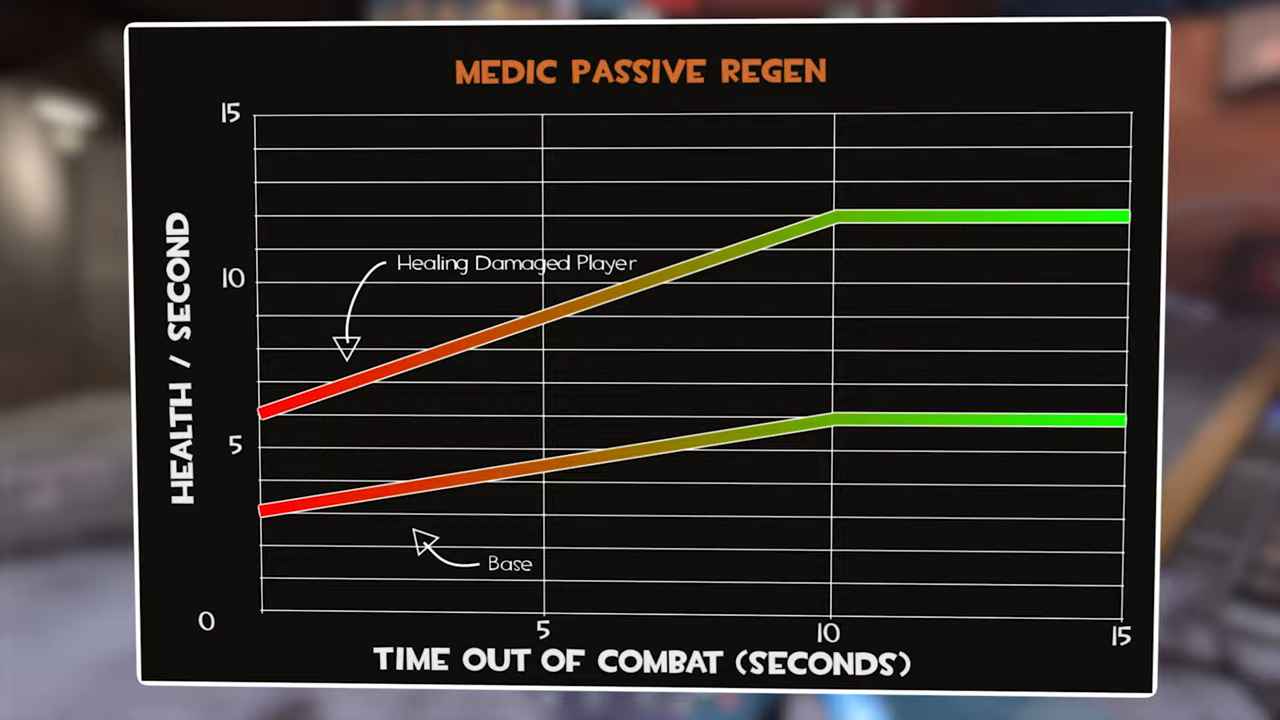 MEDIC PASSIVE REGEN
15
10
5
0
HEALTH / SECOND
Healing Damaged Player
Base
5
10
15
TIME OUT OF COMBAT (SECONDS)